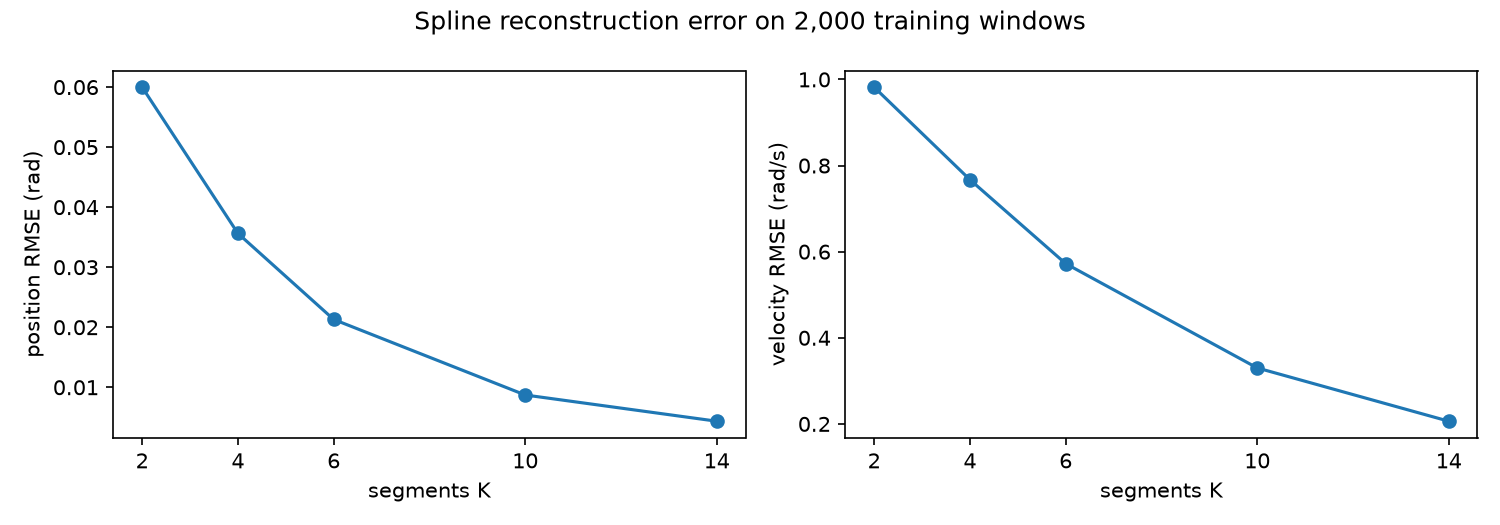 Spline reconstruction error on 2,000 training windows
position RMSE (rad)
0.06
0.05
0.04
0.03
0.02
0.01
2 4 6 10 14
segments K
velocity RMSE (rad/s)
1.0
0.8
0.6
0.4
0.2
2 4 6 10 14
segments K